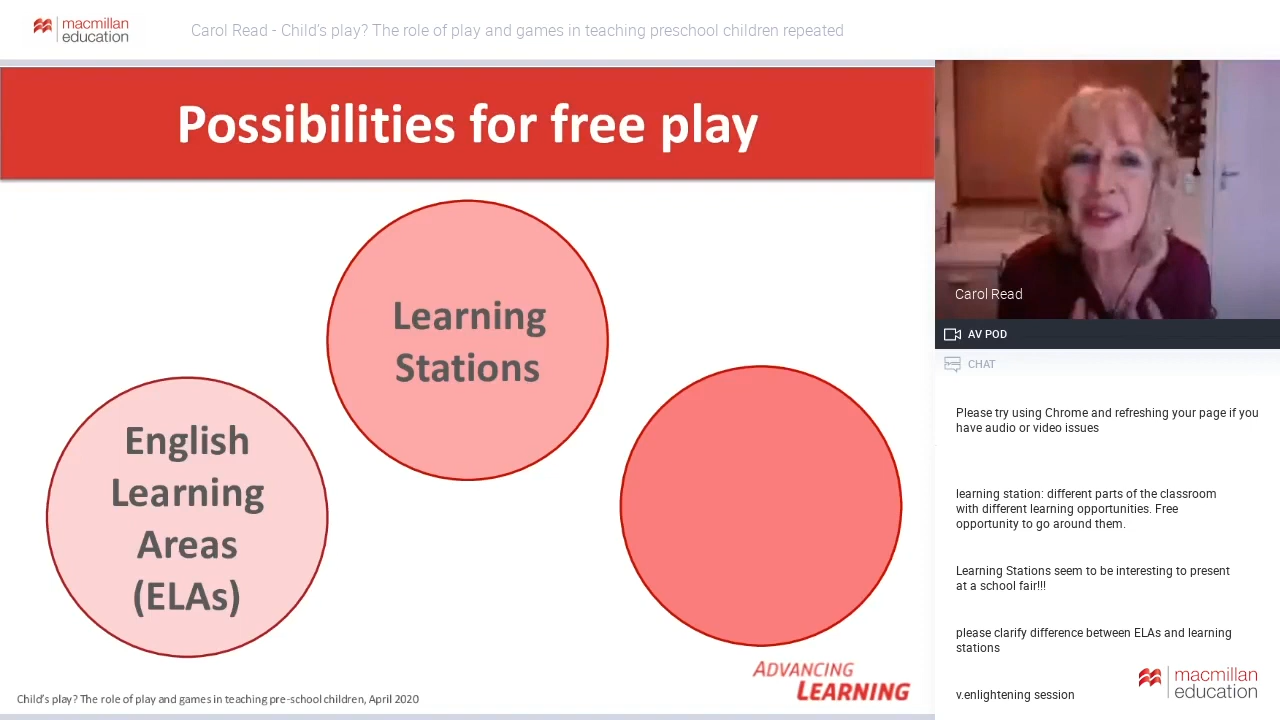 macmillan
education
Carol Read - Child's play? The role of play and games in teaching preschool children repeated
Possibilities for free play
Learning
Stations
English
Learning
Areas
(ELAs)
ADVANCING
LEARNING
Child's play? The role of play and games in teaching pre-school children, April 2020
Carol Read
AV POD
CHAT
Please try using Chrome and refreshing your page if you
have audio or video issues
learning station: different parts of the classroom
with different learning opportunities. Free
opportunity to go around them.
Learning Stations seem to be interesting to present
at a school fair!!!
please clarify difference between ELAs and learning
stations
v.enlightening session
macmillan
education